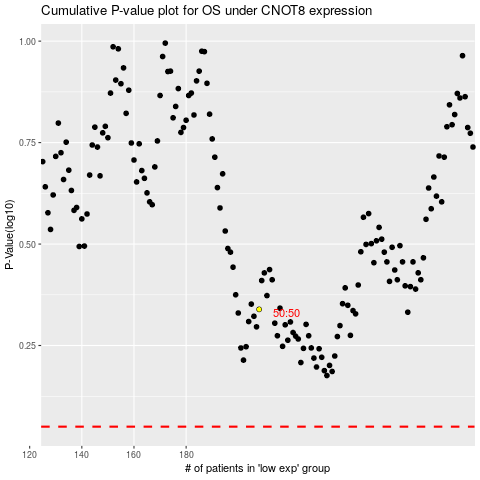 Cumulative P-value plot for OS under CNOT8 expression
1.00
0.75
0.50
0.25
P-Value(log10)
50:50
120 140 160 180
# of patients in 'low exp' group